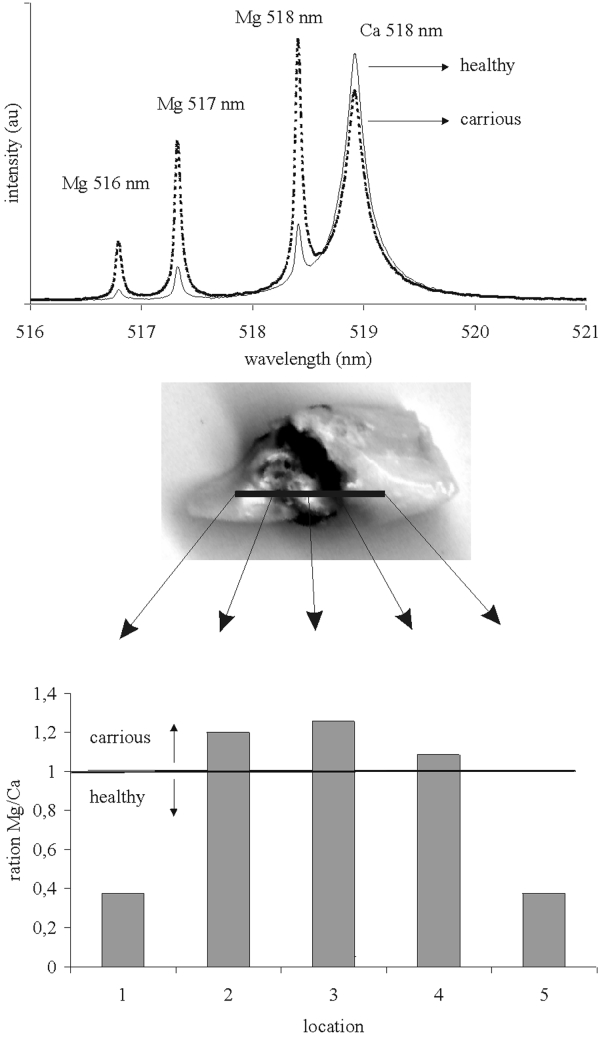 Mg 518 nm
Ca 518 nm
healthy
Mg 517 nm
carrious
Mg 516 nm
intensity (au)
516 517 518 519 520 521
wavelength (nm)
1,4
1,2
1
0,8
0,6
0,4
0,2
0
carrious
healthy
ration Mg/Ca
1 2 3 4 5
location